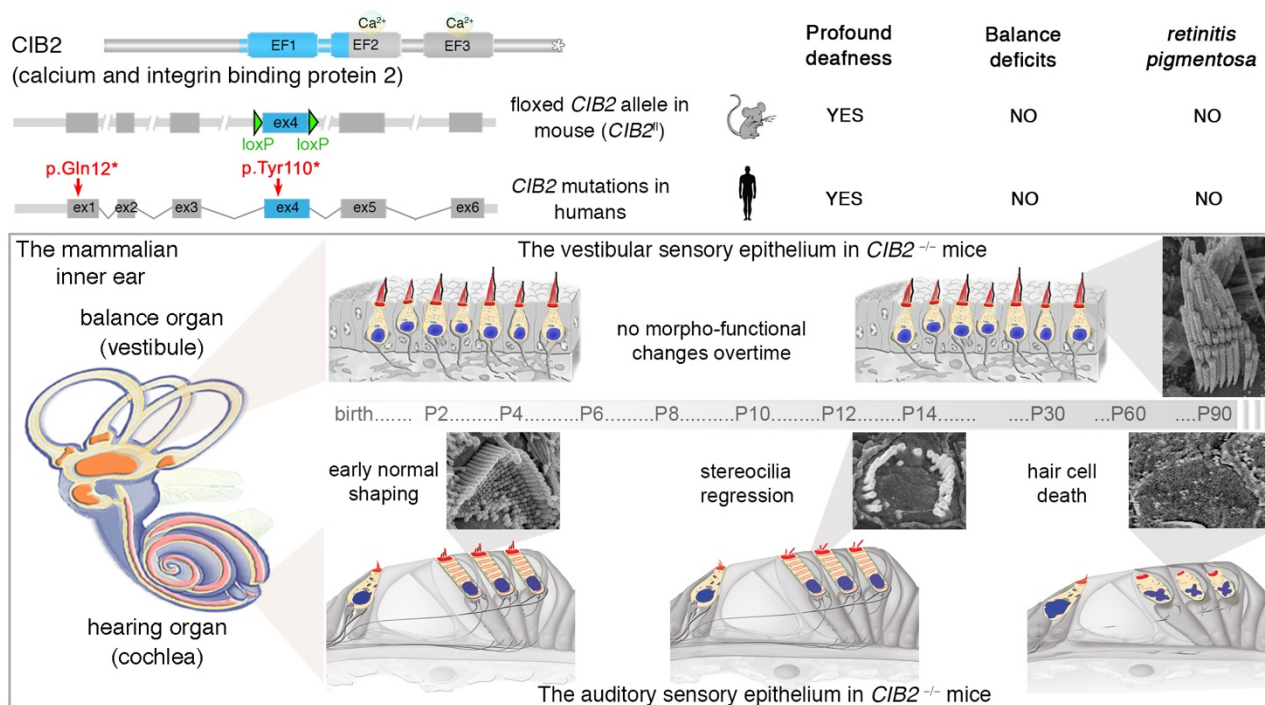 Ca²⁺ Ca²⁺
CIB2 EF1 EF2 EF3 *
(calcium and integrin binding protein 2)
Profound deafness
Balance deficits
retinitis pigmentosa
ex4
loxP loxP
floxed CIB2 allele in
mouse (CIB2ᶠˡ)
YES NO NO
p.Gln12* p.Tyr110*
ex1 ex2 ex3 ex4 ex5 ex6
CIB2 mutations in
humans
YES NO NO
The mammalian
inner ear
balance organ
(vestibule)
hearing organ
(cochlea)
The vestibular sensory epithelium in CIB2 ⁻/⁻ mice
no morpho-functional
changes overtime
birth....... P2.........P4.......... P6..........P8..........P10..........P12.........P14........ ...P30 ...P60 ...P90
early normal
shaping
stereocilia
regression
hair cell
death
The auditory sensory epithelium in CIB2 ⁻/⁻ mice